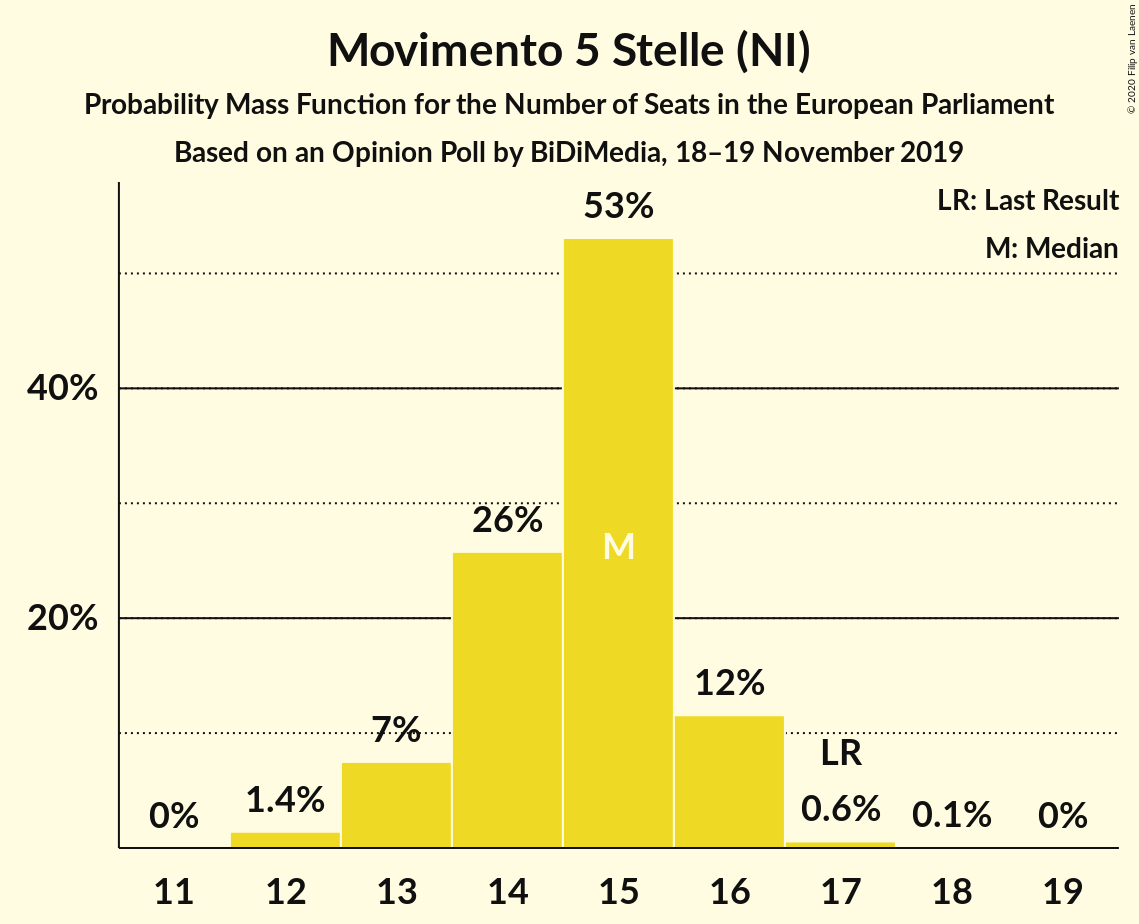 Movimento 5 Stelle (NI)
Probability Mass Function for the Number of Seats in the European Parliament
Based on an Opinion Poll by BiDiMedia, 18–19 November 2019
© 2020 Filip van Laenen
LR: Last Result
M: Median
53%
40%
26%
M
20%
12%
7%
LR
0%
1.4%
0.6%
0.1%
0%
11
12
13
14
15
16
17
18
19